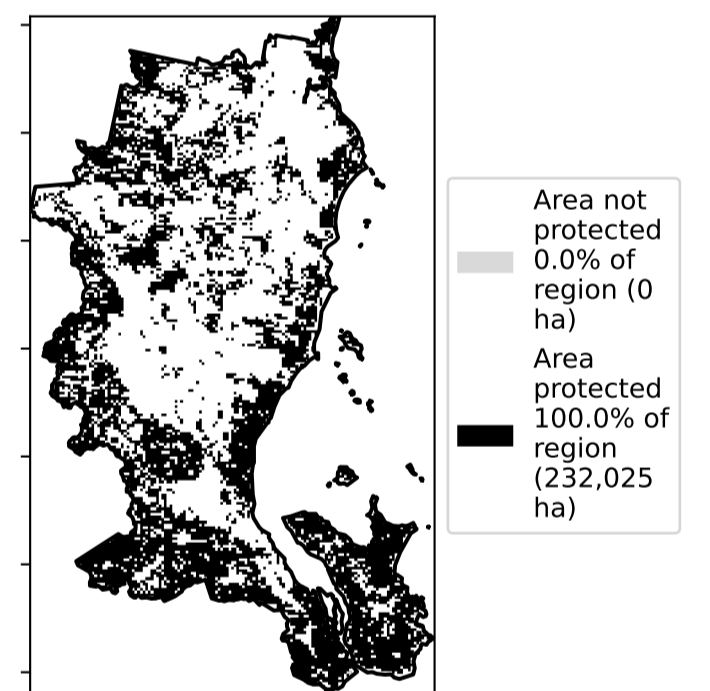 Area not
protected
0.0% of
region (0
ha)
Area
protected
100.0% of
region
(232,025
ha)